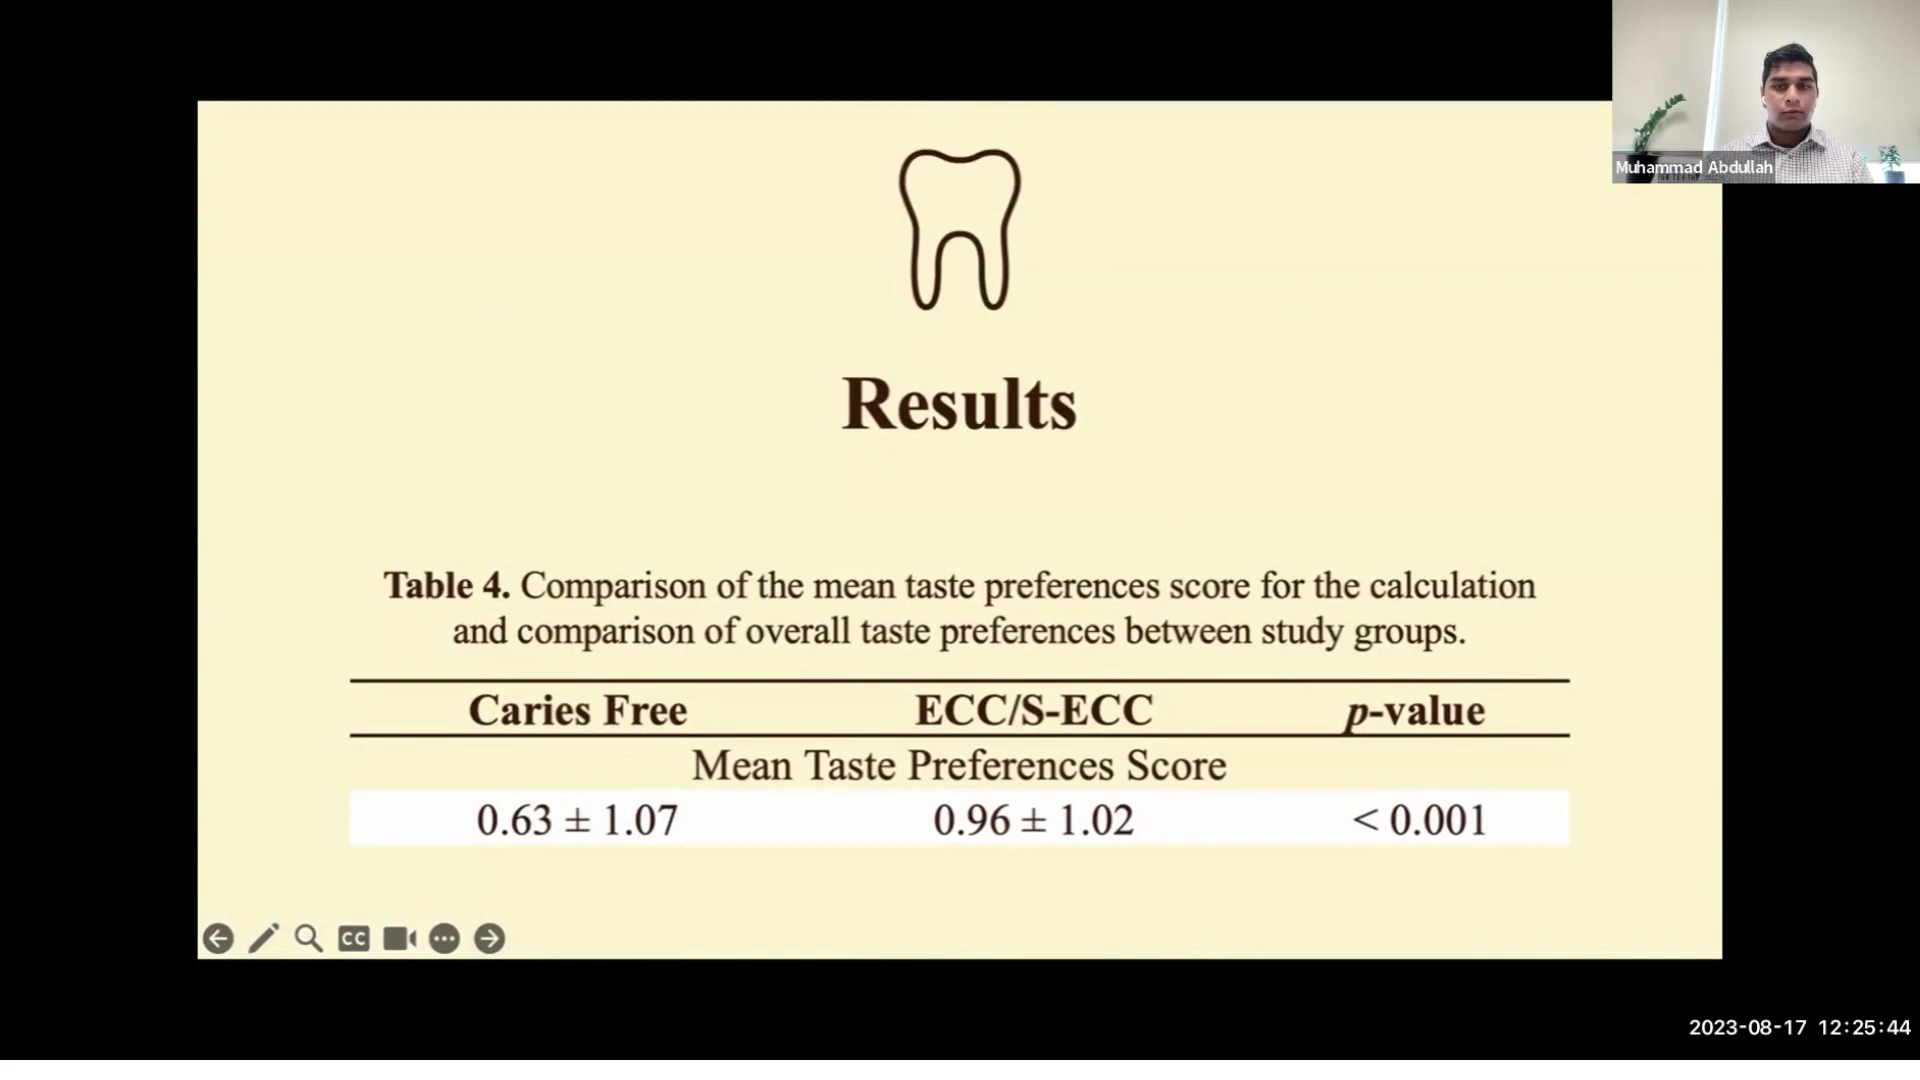 Muhammad Abdullah
Results
Table 4. Comparison of the mean taste preferences score for the calculation
and comparison of overall taste preferences between study groups.
Caries Free ECC/S-ECC p-value
Mean Taste Preferences Score
0.63 ± 1.07 0.96 ± 1.02 < 0.001
CC
2023-08-17 12:25:44